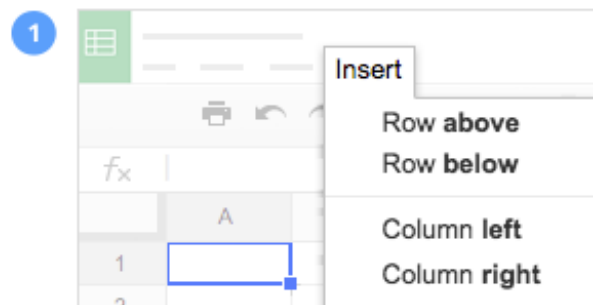 1
Insert
Row above
Row below
fx
A
Column left
1
Column right